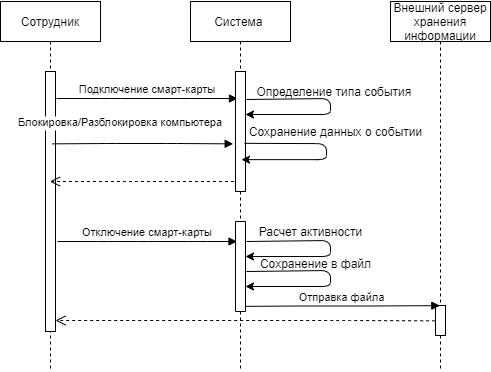 Сотрудник
Система
Внешний сервер
хранения
информации
Подключение смарт-карты
Определение типа события
Блокировка/Разблокировка компьютера
Сохранение данных о событии
Отключение смарт-карты
Расчет активности
Сохранение в файл
Отправка файла